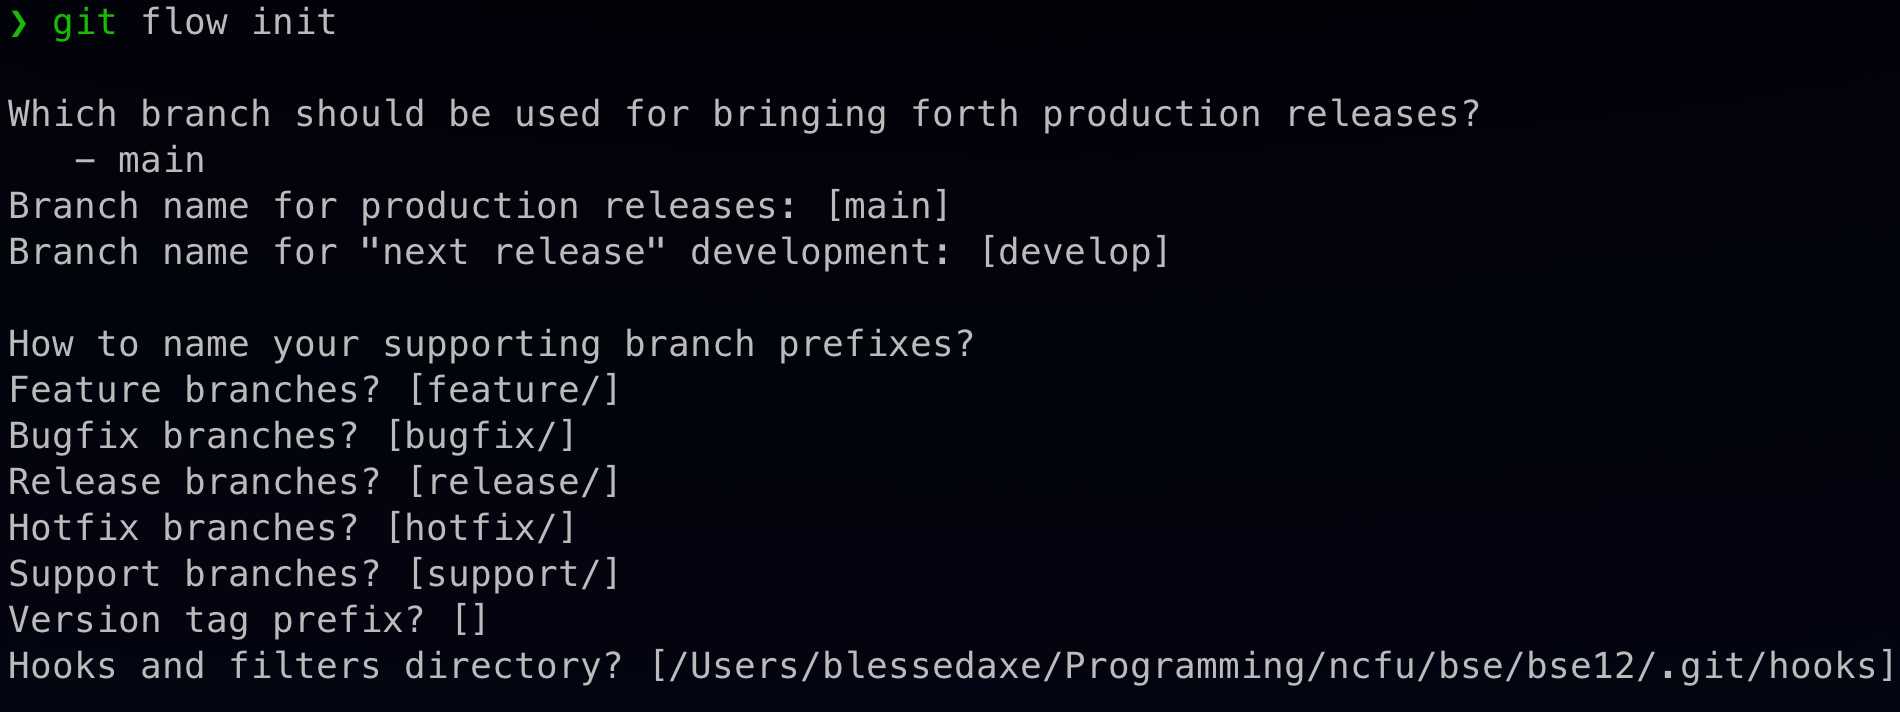 ❯ git flow init
Which branch should be used for bringing forth production releases?
   - main
Branch name for production releases: [main]
Branch name for "next release" development: [develop]
How to name your supporting branch prefixes?
Feature branches? [feature/]
Bugfix branches? [bugfix/]
Release branches? [release/]
Hotfix branches? [hotfix/]
Support branches? [support/]
Version tag prefix? []
Hooks and filters directory? [/Users/blessedaxe/Programming/ncfu/bse/bse12/.git/hooks]